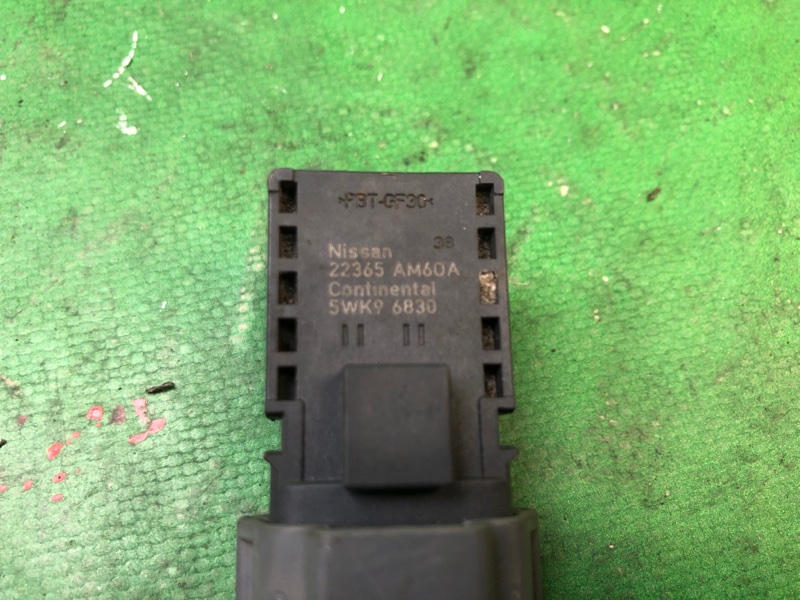 >PBT-GF30<
38
Nissan
22365 AM60A
Continental
5WK9 6830